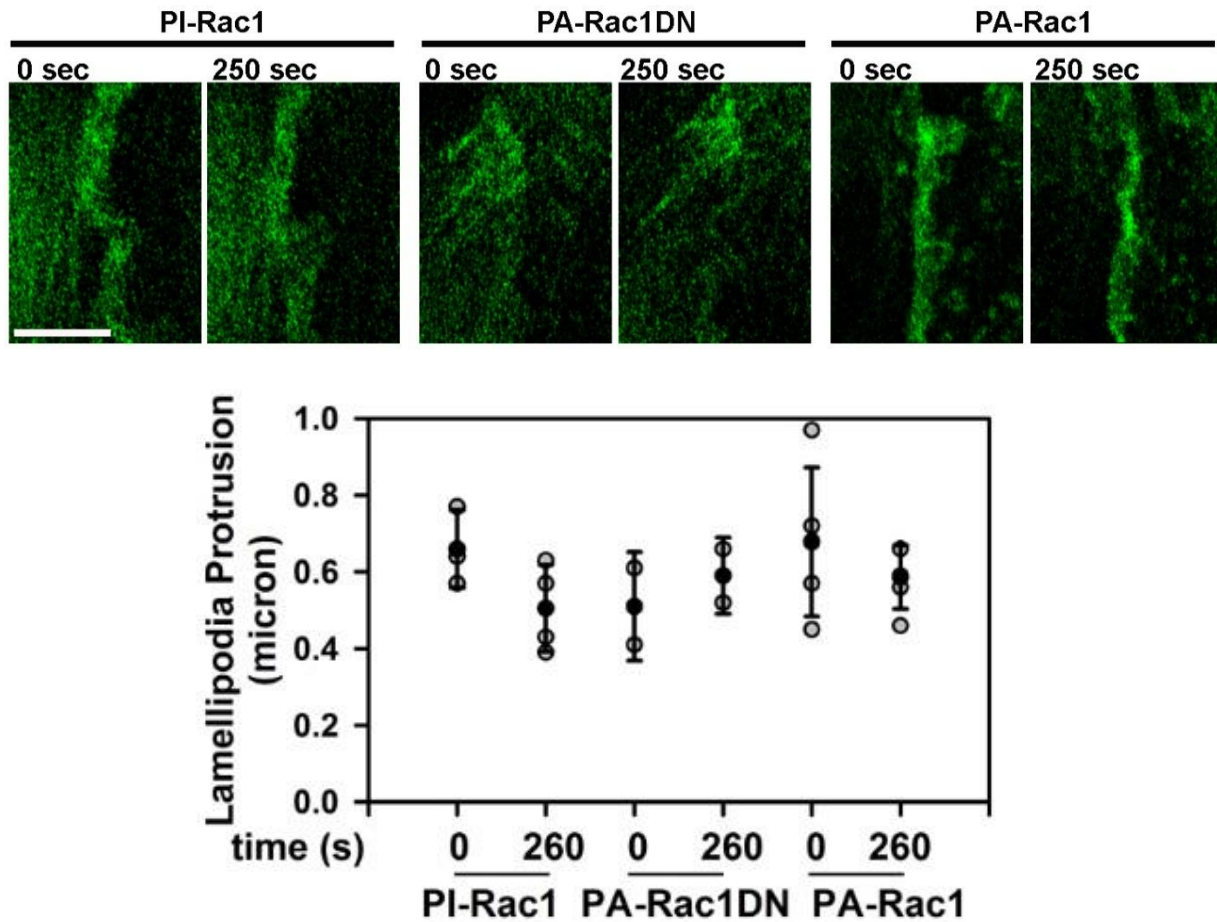 PI-Rac1 PA-Rac1DN PA-Rac1
0 sec 250 sec 0 sec 250 sec 0 sec 250 sec
Lamellipodia Protrusion
(micron)
1.0
0.8
0.6
0.4
0.2
0.0
time (s) 0 260 0 260 0 260
PI-Rac1 PA-Rac1DN PA-Rac1